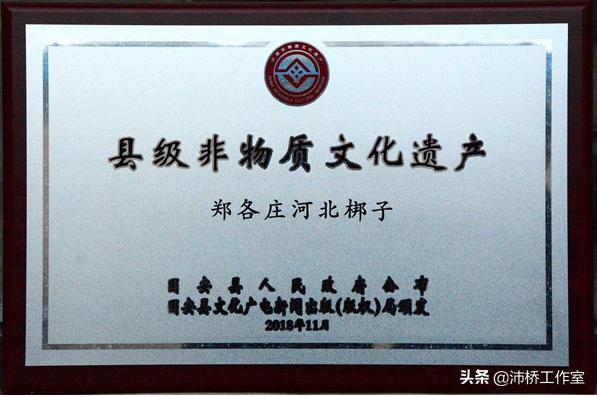 县级非物质文化遗产
郑各庄河北梆子
固安县人民政府公布
固安县文化广电新闻出版(版权)局颁发
2018年11月
头条@沛桥工作室